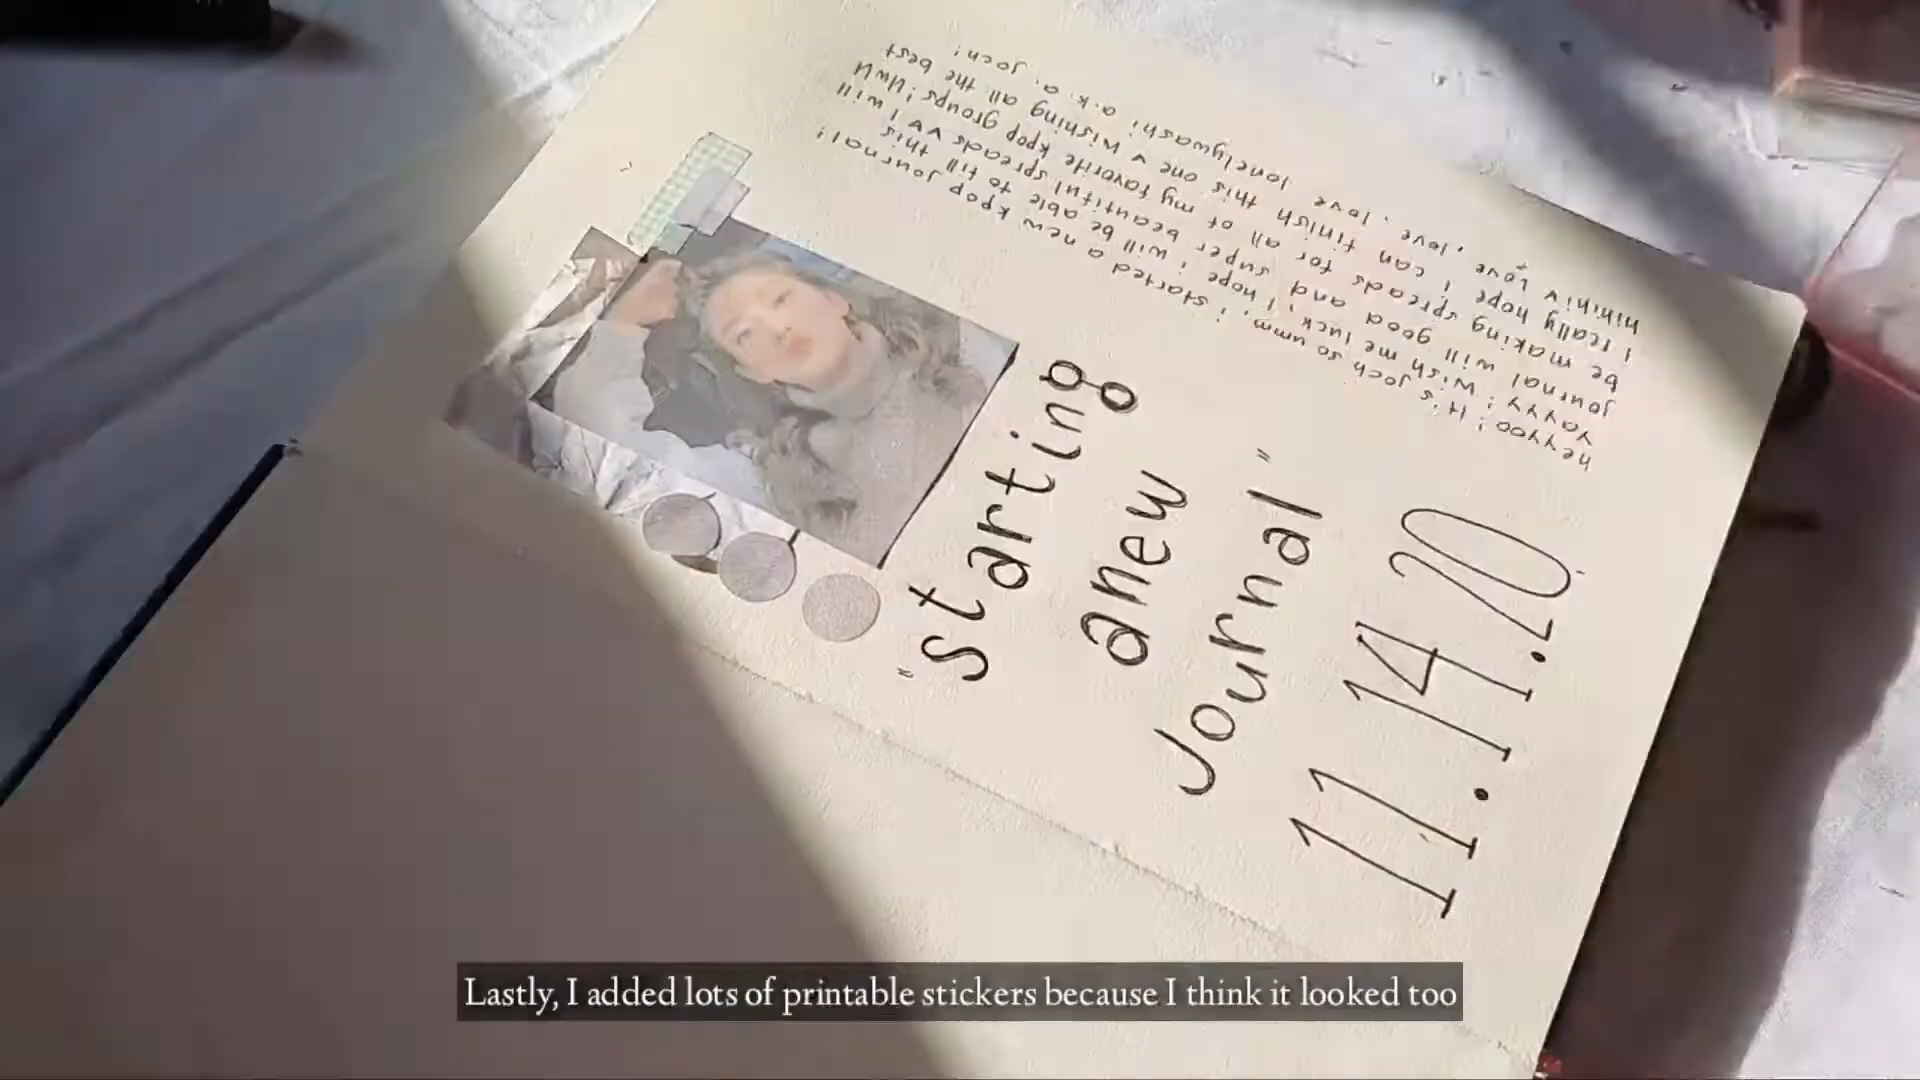 "starting
anew
Journal"
11.14.20
heyyoo! It's Joch so umm, i started a new kpop journal!
yayyy! Wish me luck, I hope i will be able to fill this
journal will good and super beautiful spreads vv I will
be making spreads for all of my favorite kpop groups! UwU
I really hope I can finish this one v Wishing all the best
hihihi v Love, love, love lonelywashi a.k.a. Joch!
Lastly, I added lots of printable stickers because I think it looked too